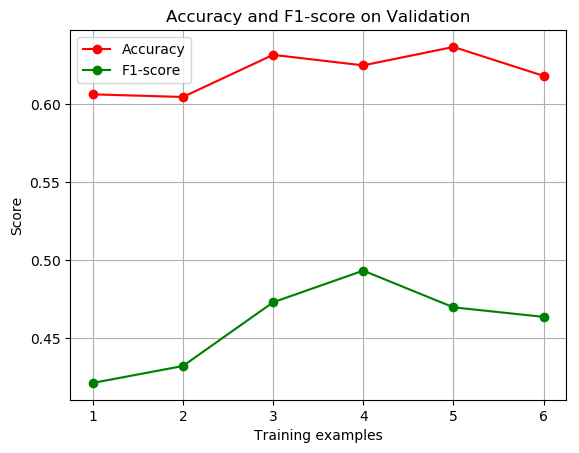 Accuracy and F1-score on Validation
Accuracy
F1-score
0.60
0.55
0.50
0.45
Score
1 2 3 4 5 6
Training examples